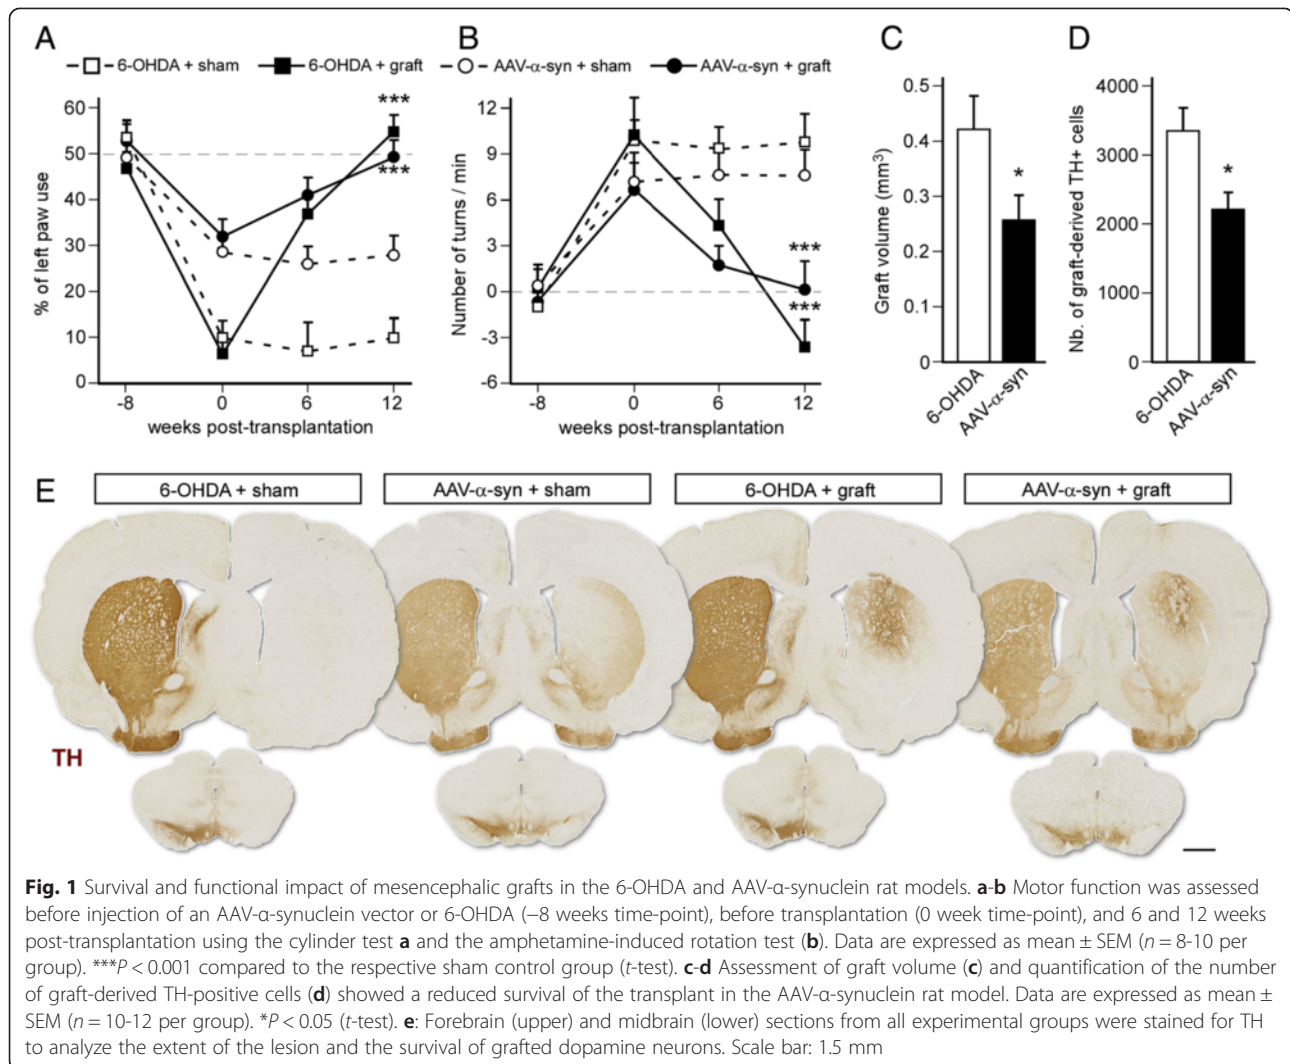 A B C D
6-OHDA + sham 6-OHDA + graft AAV-α-syn + sham AAV-α-syn + graft
% of left paw use
60
50
40
30
20
10
0
***
***
-8 0 6 12
weeks post-transplantation
Number of turns / min
12
9
6
3
0
-3
-6
***
***
-8 0 6 12
weeks post-transplantation
Graft volume (mm³)
0.5
0.4
0.3
0.2
0.1
0
*
6-OHDA
AAV-α-syn
Nb. of graft-derived TH+ cells
4000
3000
2000
1000
0
*
6-OHDA
AAV-α-syn
E
6-OHDA + sham AAV-α-syn + sham 6-OHDA + graft AAV-α-syn + graft
TH
Fig. 1 Survival and functional impact of mesencephalic grafts in the 6-OHDA and AAV-α-synuclein rat models. a-b Motor function was assessed
before injection of an AAV-α-synuclein vector or 6-OHDA (−8 weeks time-point), before transplantation (0 week time-point), and 6 and 12 weeks
post-transplantation using the cylinder test a and the amphetamine-induced rotation test (b). Data are expressed as mean ± SEM (n = 8-10 per
group). ***P < 0.001 compared to the respective sham control group (t-test). c-d Assessment of graft volume (c) and quantification of the number
of graft-derived TH-positive cells (d) showed a reduced survival of the transplant in the AAV-α-synuclein rat model. Data are expressed as mean ±
SEM (n = 10-12 per group). *P < 0.05 (t-test). e: Forebrain (upper) and midbrain (lower) sections from all experimental groups were stained for TH
to analyze the extent of the lesion and the survival of grafted dopamine neurons. Scale bar: 1.5 mm